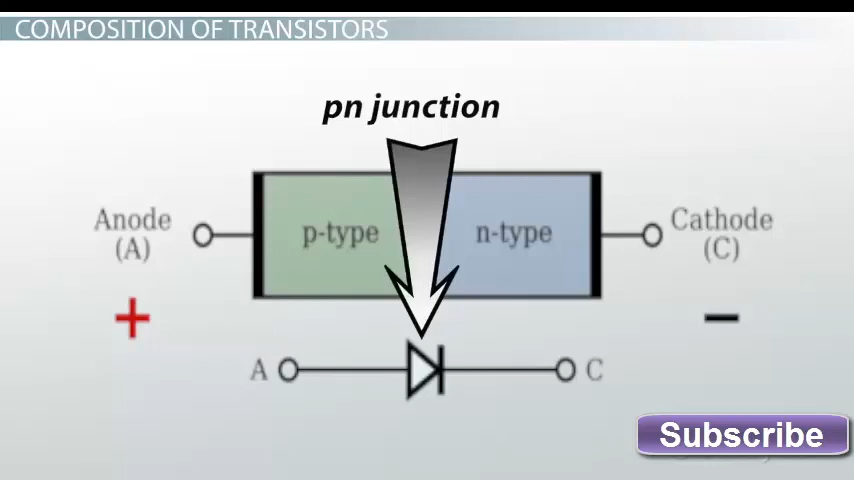 COMPOSITION OF TRANSISTORS
pn junction
Anode
(A)
p-type
n-type
Cathode
(C)
+
−
A
C
Subscribe